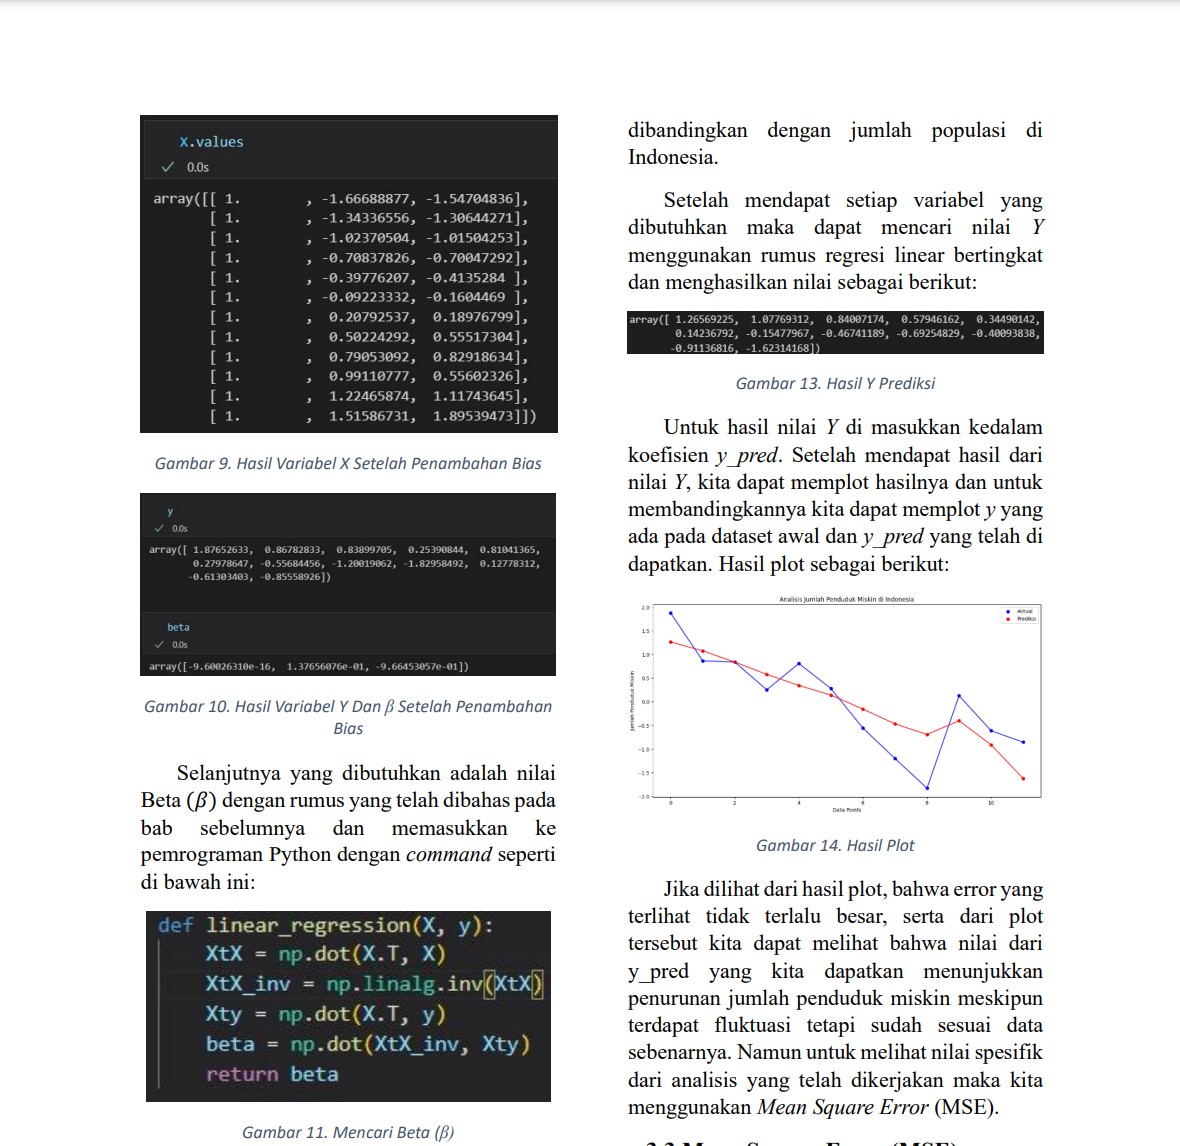 X.values
0.0s
array([[ 1.        , -1.66688877, -1.54704836],
[ 1.        , -1.34336556, -1.30644271],
[ 1.        , -1.02370504, -1.01504253],
[ 1.        , -0.70837826, -0.70047292],
[ 1.        , -0.39776207, -0.4135284 ],
[ 1.        , -0.09223332, -0.1604469 ],
[ 1.        ,  0.20792537,  0.18976799],
[ 1.        ,  0.50224292,  0.55517304],
[ 1.        ,  0.79053092,  0.82918634],
[ 1.        ,  0.99110777,  0.55602326],
[ 1.        ,  1.22465874,  1.11743645],
[ 1.        ,  1.51586731,  1.89539473]])
Gambar 9. Hasil Variabel X Setelah Penambahan Bias
y
0.0s
array([ 1.87652633,  0.86782833,  0.83899705,  0.25390844,  0.81041365,
0.27978647, -0.55684456, -1.20019062, -1.82958492,  0.12778312,
-0.61303403, -0.85558926])
beta
0.0s
array([-9.60026310e-16,  1.37656076e-01, -9.66453057e-01])
Gambar 10. Hasil Variabel Y Dan β Setelah Penambahan
Bias
Selanjutnya yang dibutuhkan adalah nilai
Beta (β) dengan rumus yang telah dibahas pada
bab sebelumnya dan memasukkan ke
pemrograman Python dengan command seperti
di bawah ini:
def linear_regression(X, y):
XtX = np.dot(X.T, X)
XtX_inv = np.linalg.inv(XtX)
Xty = np.dot(X.T, y)
beta = np.dot(XtX_inv, Xty)
return beta
Gambar 11. Mencari Beta (β)
dibandingkan dengan jumlah populasi di
Indonesia.
Setelah mendapat setiap variabel yang
dibutuhkan maka dapat mencari nilai Y
menggunakan rumus regresi linear bertingkat
dan menghasilkan nilai sebagai berikut:
array([ 1.26569225,  1.07769312,  0.84007174,  0.57946162,  0.34490142,
0.14236792, -0.15477967, -0.46741189, -0.69254829, -0.40093838,
-0.91136816, -1.62314168])
Gambar 13. Hasil Y Prediksi
Untuk hasil nilai Y di masukkan kedalam
koefisien y_pred. Setelah mendapat hasil dari
nilai Y, kita dapat memplot hasilnya dan untuk
membandingkannya kita dapat memplot y yang
ada pada dataset awal dan y_pred yang telah di
dapatkan. Hasil plot sebagai berikut:
Analisis Jumlah Penduduk Miskin di Indonesia
Aktual
Prediksi
2.0
1.5
1.0
0.5
0.0
−0.5
−1.0
−1.5
−2.0
Jumlah Penduduk Miskin
0 2 4 6 8 10
Data Points
Gambar 14. Hasil Plot
Jika dilihat dari hasil plot, bahwa error yang
terlihat tidak terlalu besar, serta dari plot
tersebut kita dapat melihat bahwa nilai dari
y_pred yang kita dapatkan menunjukkan
penurunan jumlah penduduk miskin meskipun
terdapat fluktuasi tetapi sudah sesuai data
sebenarnya. Namun untuk melihat nilai spesifik
dari analisis yang telah dikerjakan maka kita
menggunakan Mean Square Error (MSE).